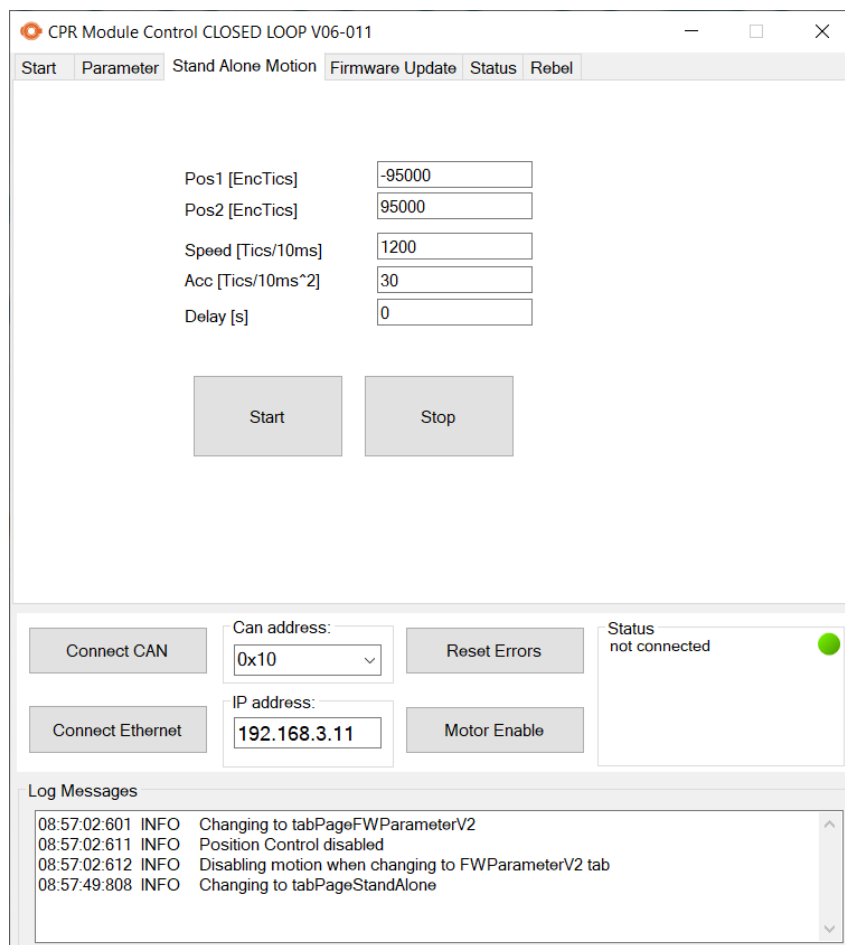 CPR Module Control CLOSED LOOP V06-011
Start Parameter Stand Alone Motion Firmware Update Status Rebel
Pos1 [EncTics] -95000
Pos2 [EncTics] 95000
Speed [Tics/10ms] 1200
Acc [Tics/10ms^2] 30
Delay [s] 0
Start Stop
Connect CAN
Can address:
0x10
Reset Errors
Status
not connected
Connect Ethernet
IP address:
192.168.3.11
Motor Enable
Log Messages
08:57:02:601 INFO Changing to tabPageFWParameterV2
08:57:02:611 INFO Position Control disabled
08:57:02:612 INFO Disabling motion when changing to FWParameterV2 tab
08:57:49:808 INFO Changing to tabPageStandAlone